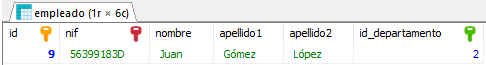 empleado (1r × 6c)
id nif nombre apellido1 apellido2 id_departamento
9 56399183D Juan Gómez López 2